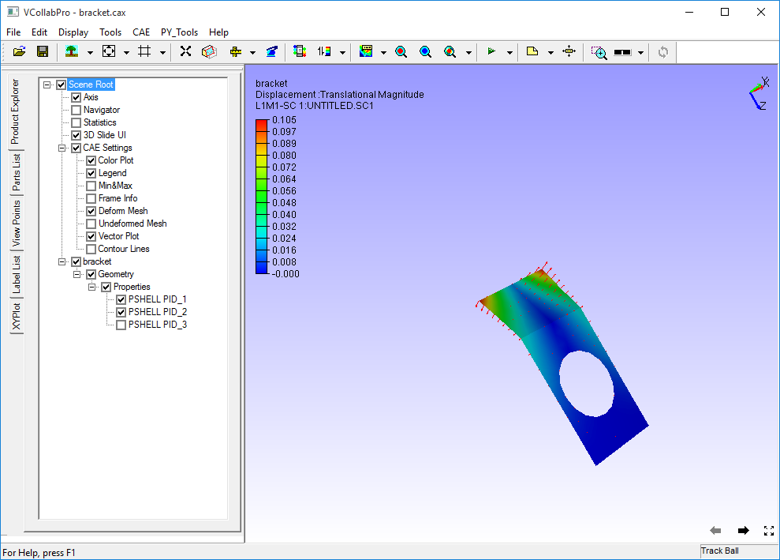 VCollabPro - bracket.cax
File Edit Display Tools CAE PY_Tools Help
Product Explorer
Parts List
View Points
Label List
XYPlot
Scene Root
Axis
Navigator
Statistics
3D Slide UI
CAE Settings
Color Plot
Legend
Min&Max
Frame Info
Deform Mesh
Undeformed Mesh
Vector Plot
Contour Lines
bracket
Geometry
Properties
PSHELL PID_1
PSHELL PID_2
PSHELL PID_3
bracket
Displacement :Translational Magnitude
L1M1-SC 1:UNTITLED.SC1
0.105
0.097
0.089
0.080
0.072
0.064
0.056
0.048
0.040
0.032
0.024
0.016
0.008
-0.000
Y
X
Z
For Help, press F1
Track Ball